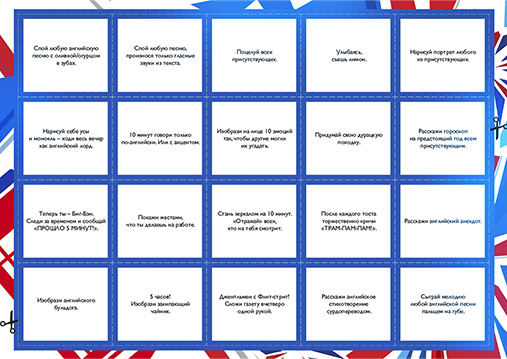 Спой любую английскую
песню с оливкой/огурцом
в зубах.
Спой любую песню,
произнося только гласные
звуки из текста.
Поцелуй всех
присутствующих.
Улыбаясь,
съешь лимон.
Нарисуй портрет любого
из присутствующих.
Нарисуй себе усы
и монокль – ходи весь вечер
как английский лорд.
10 минут говори только
по-английски. Или с акцентом.
Изобрази на лице 10 эмоций
так, чтобы другие могли
их угадать.
Придумай свою дурацкую
походку.
Расскажи гороскоп
на предстоящий год всем
присутствующим.
Теперь ты – Биг-Бен.
Следи за временем и сообщай
«ПРОШЛО 5 МИНУТ!».
Покажи жестами,
что ты делаешь на работе.
Стань зеркалом на 10 минут.
«Отражай» всех,
кто на тебя смотрит.
После каждого тоста
торжественно кричи
«ТРАМ-ПАМ-ПАМ!».
Расскажи английский анекдот.
Изобрази английского
бульдога.
5 часов!
Изобрази закипающий
чайник.
Джентльмен с Флит-стрит!
Сложи газету вчетверо
одной рукой.
Расскажи английское
стихотворение
сурдопереводом.
Сыграй мелодию
любой английской песни
пальцем на губе.